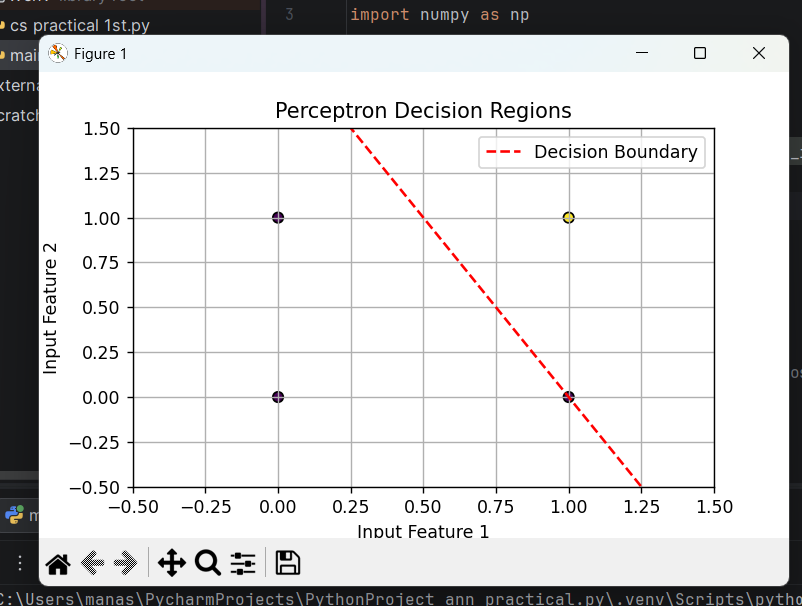 cs practical 1st.py
3 import numpy as np
mai
Figure 1
xterna
cratch
Perceptron Decision Regions
Decision Boundary
1.50
1.25
1.00
0.75
0.50
0.25
0.00
−0.25
−0.50
Input Feature 2
−0.50 −0.25 0.00 0.25 0.50 0.75 1.00 1.25 1.50
Input Feature 1
C:\Users\manas\PycharmProjects\PythonProject ann practical.py\.venv\Scripts\pytho